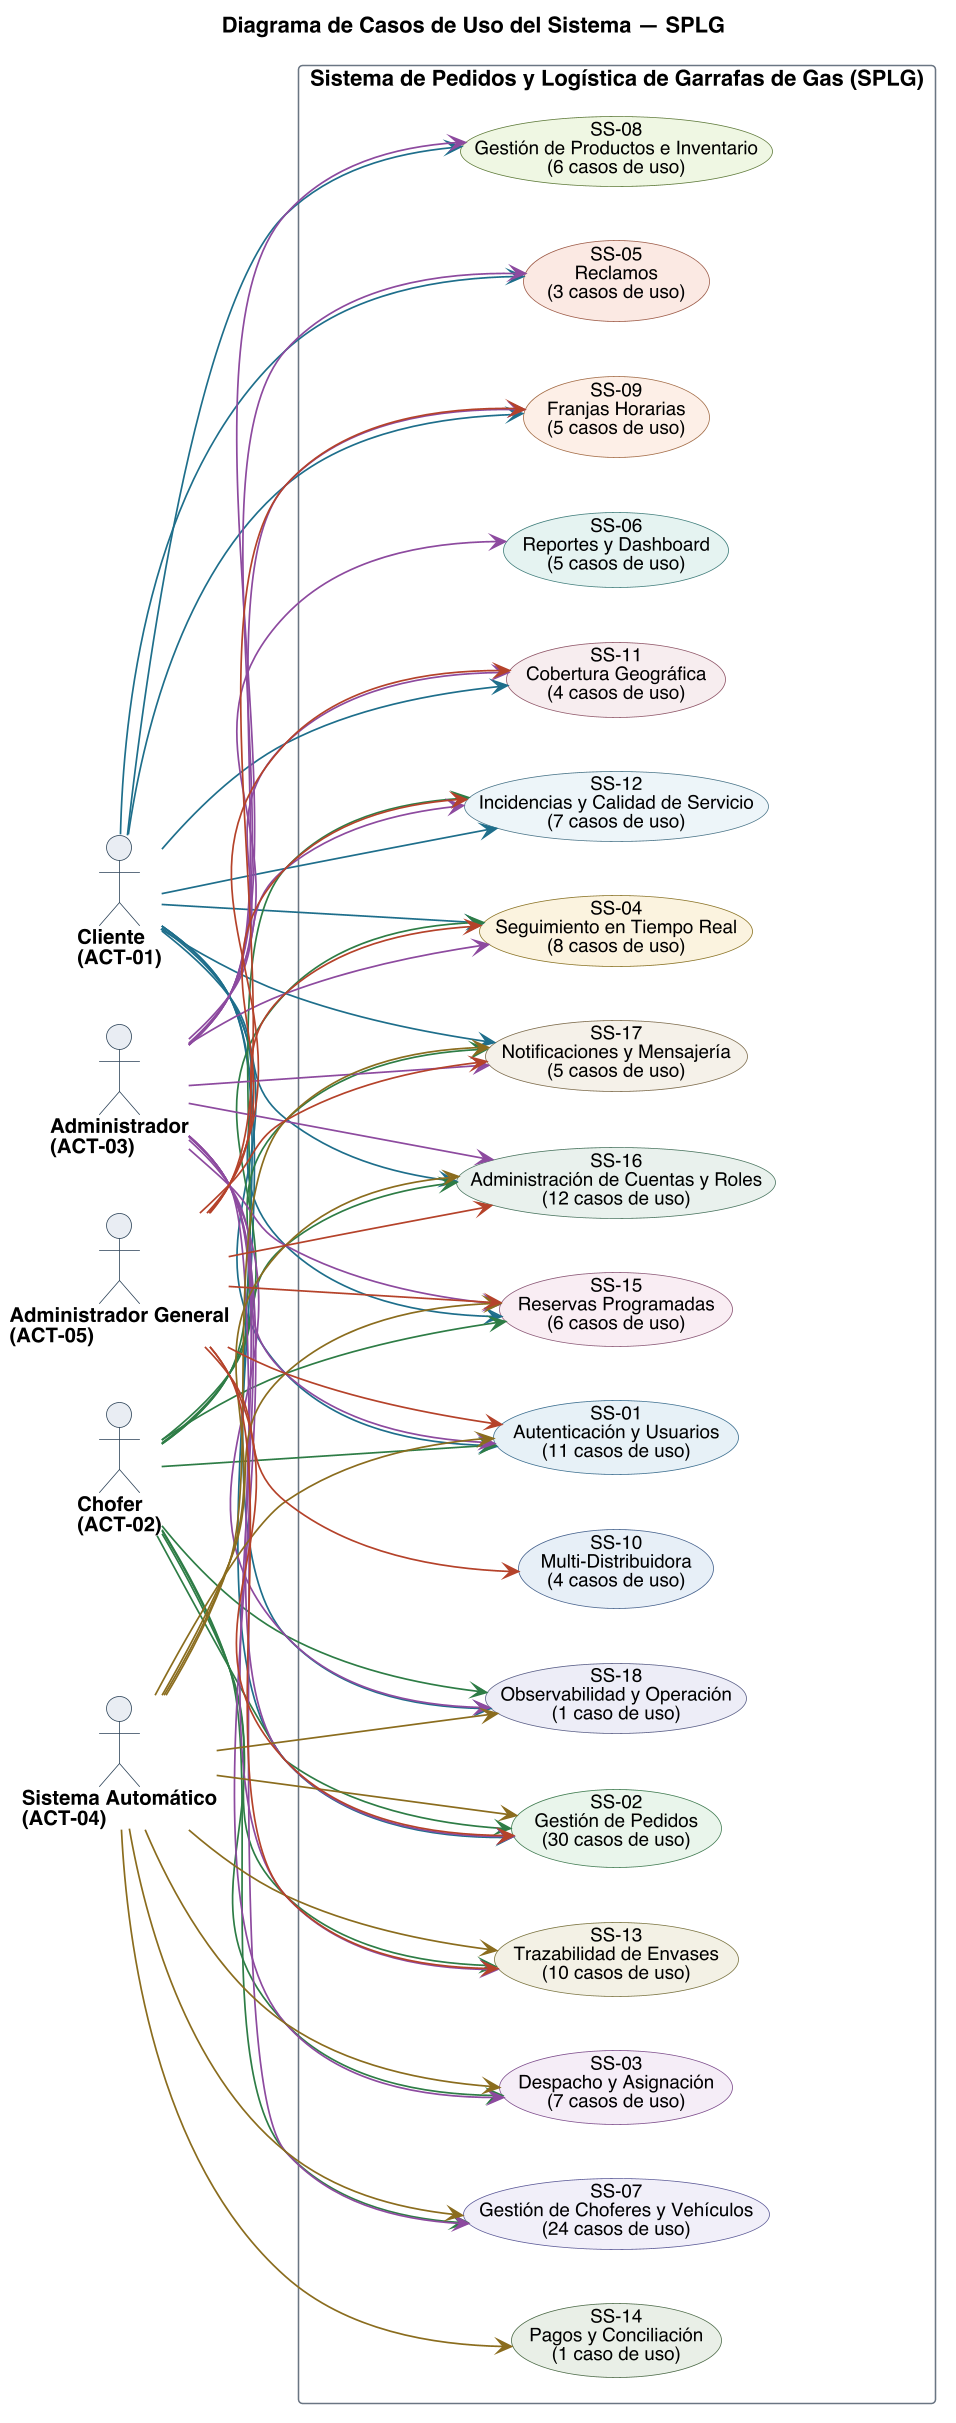 Diagrama de Casos de Uso del Sistema — SPLG
Sistema de Pedidos y Logística de Garrafas de Gas (SPLG)
SS-08
Gestión de Productos e Inventario
(6 casos de uso)
SS-05
Reclamos
(3 casos de uso)
SS-09
Franjas Horarias
(5 casos de uso)
SS-06
Reportes y Dashboard
(5 casos de uso)
SS-11
Cobertura Geográfica
(4 casos de uso)
SS-12
Incidencias y Calidad de Servicio
(7 casos de uso)
SS-04
Seguimiento en Tiempo Real
(8 casos de uso)
Cliente
(ACT-01)
SS-17
Notificaciones y Mensajería
(5 casos de uso)
Administrador
(ACT-03)
SS-16
Administración de Cuentas y Roles
(12 casos de uso)
SS-15
Reservas Programadas
(6 casos de uso)
Administrador General
(ACT-05)
SS-01
Autenticación y Usuarios
(11 casos de uso)
Chofer
(ACT-02)
SS-10
Multi-Distribuidora
(4 casos de uso)
SS-18
Observabilidad y Operación
(1 caso de uso)
Sistema Automático
(ACT-04)
SS-02
Gestión de Pedidos
(30 casos de uso)
SS-13
Trazabilidad de Envases
(10 casos de uso)
SS-03
Despacho y Asignación
(7 casos de uso)
SS-07
Gestión de Choferes y Vehículos
(24 casos de uso)
SS-14
Pagos y Conciliación
(1 caso de uso)